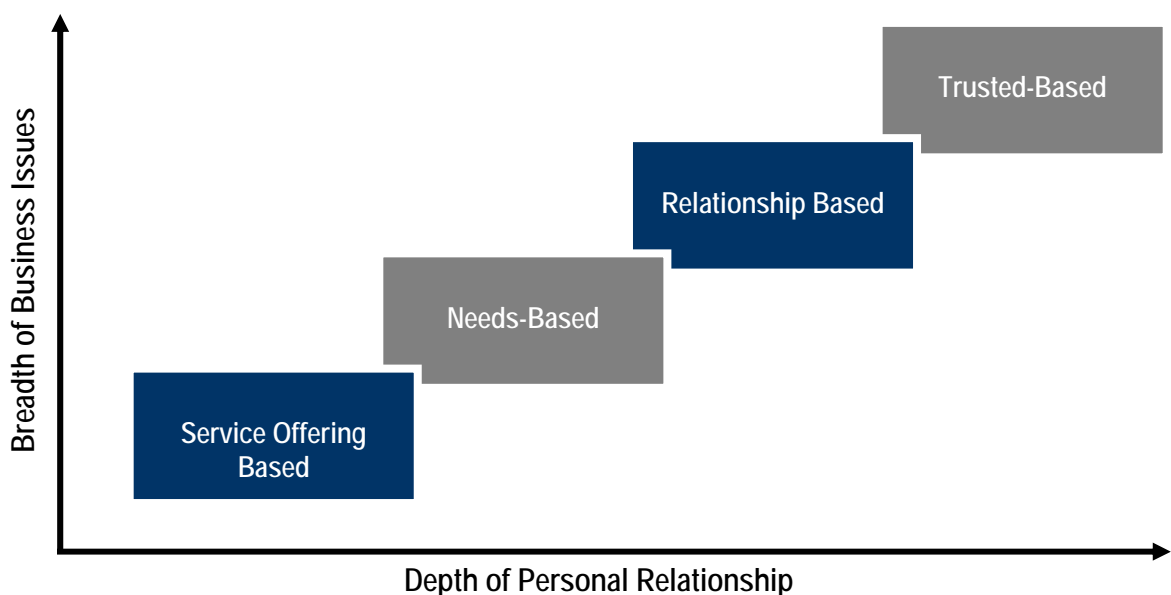 Breadth of Business Issues
Trusted-Based
Relationship Based
Needs-Based
Service Offering
Based
Depth of Personal Relationship